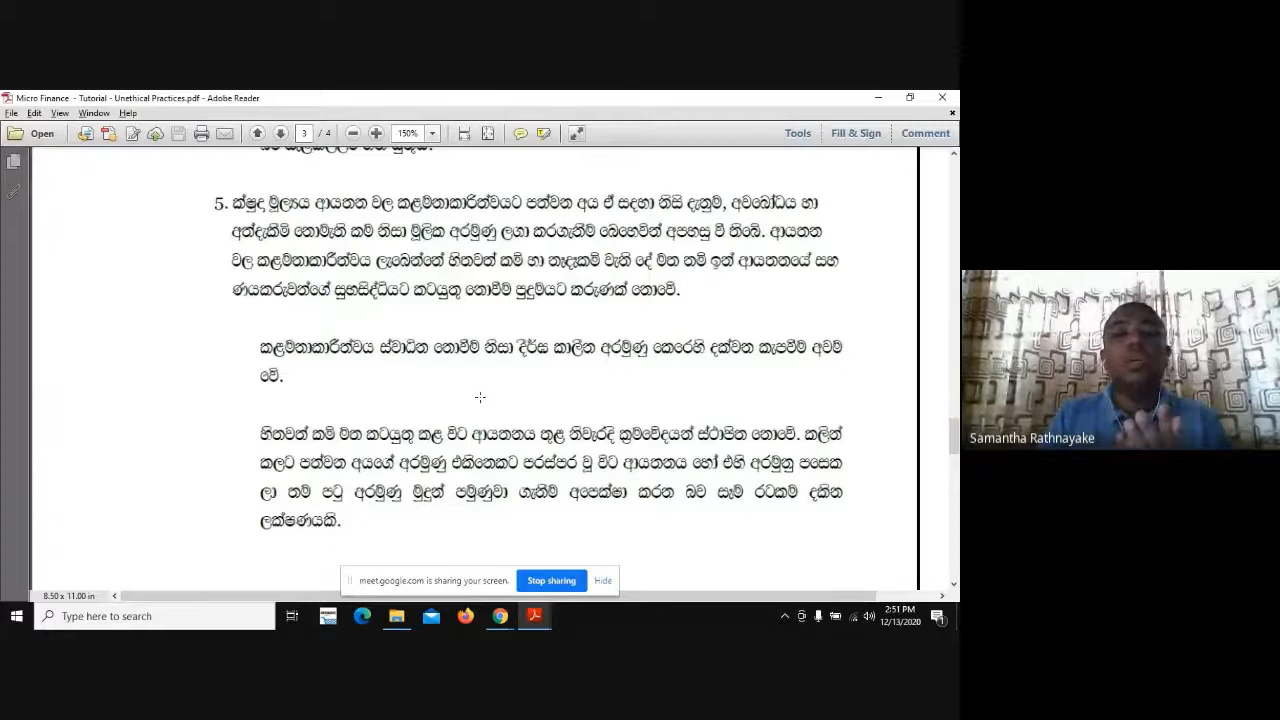 Micro Finance - Tutorial - Unethical Practices.pdf - Adobe Reader
File Edit View Window Help
Open 3 / 4 150% Tools Fill & Sign Comment
5. ක්ෂුද්‍ර මූල්‍යය ආයතන වල කළමනාකාරිත්වයට පත්වන අය ඒ සදහා නිසි දැනුම, අවබෝධය හා
අත්දැකීම් නොමැති කම නිසා මූලික අරමුණු ලගා කරගැනීම බෙහෙවින් අපහසු වී තිබේ. ආයතන
වල කළමනාකාරීත්වය ලැබෙන්නේ හිතවත් කම් හා නෑදෑකම් වැනි දේ මත නම් ඉන් ආයතනයේ සහ
ණයකරුවන්ගේ සුභසිද්ධියට කටයුතු නොවීම පුදුමයට කරුණක් නොවේ.
කළමනාකාරීත්වය ස්වාධීන නොවීම නිසා දීර්ඝ කාලීන අරමුණු කෙරෙහි දක්වන කැපවීම අවම
වේ.
හිතවත් කම් මත කටයුතු කළ විට ආයතනය තුළ නිවැරදි ක්‍රමවේදයන් ස්ථාපිත නොවේ. කලින්
කලට පත්වන අයගේ අරමුණු එකිනෙකට පරස්පර වූ විට ආයතනය හෝ එහි අරමුනු පසෙක
ලා තම පටු අරමුණු මුදුන් පමුණුවා ගැනීම අපෙක්ෂා කරන බව සෑම රටකම දකින
ලක්ෂණයකි.
Samantha Rathnayake
meet.google.com is sharing your screen. Stop sharing Hide
8.50 x 11.00 in
Type here to search
2:51 PM
12/13/2020